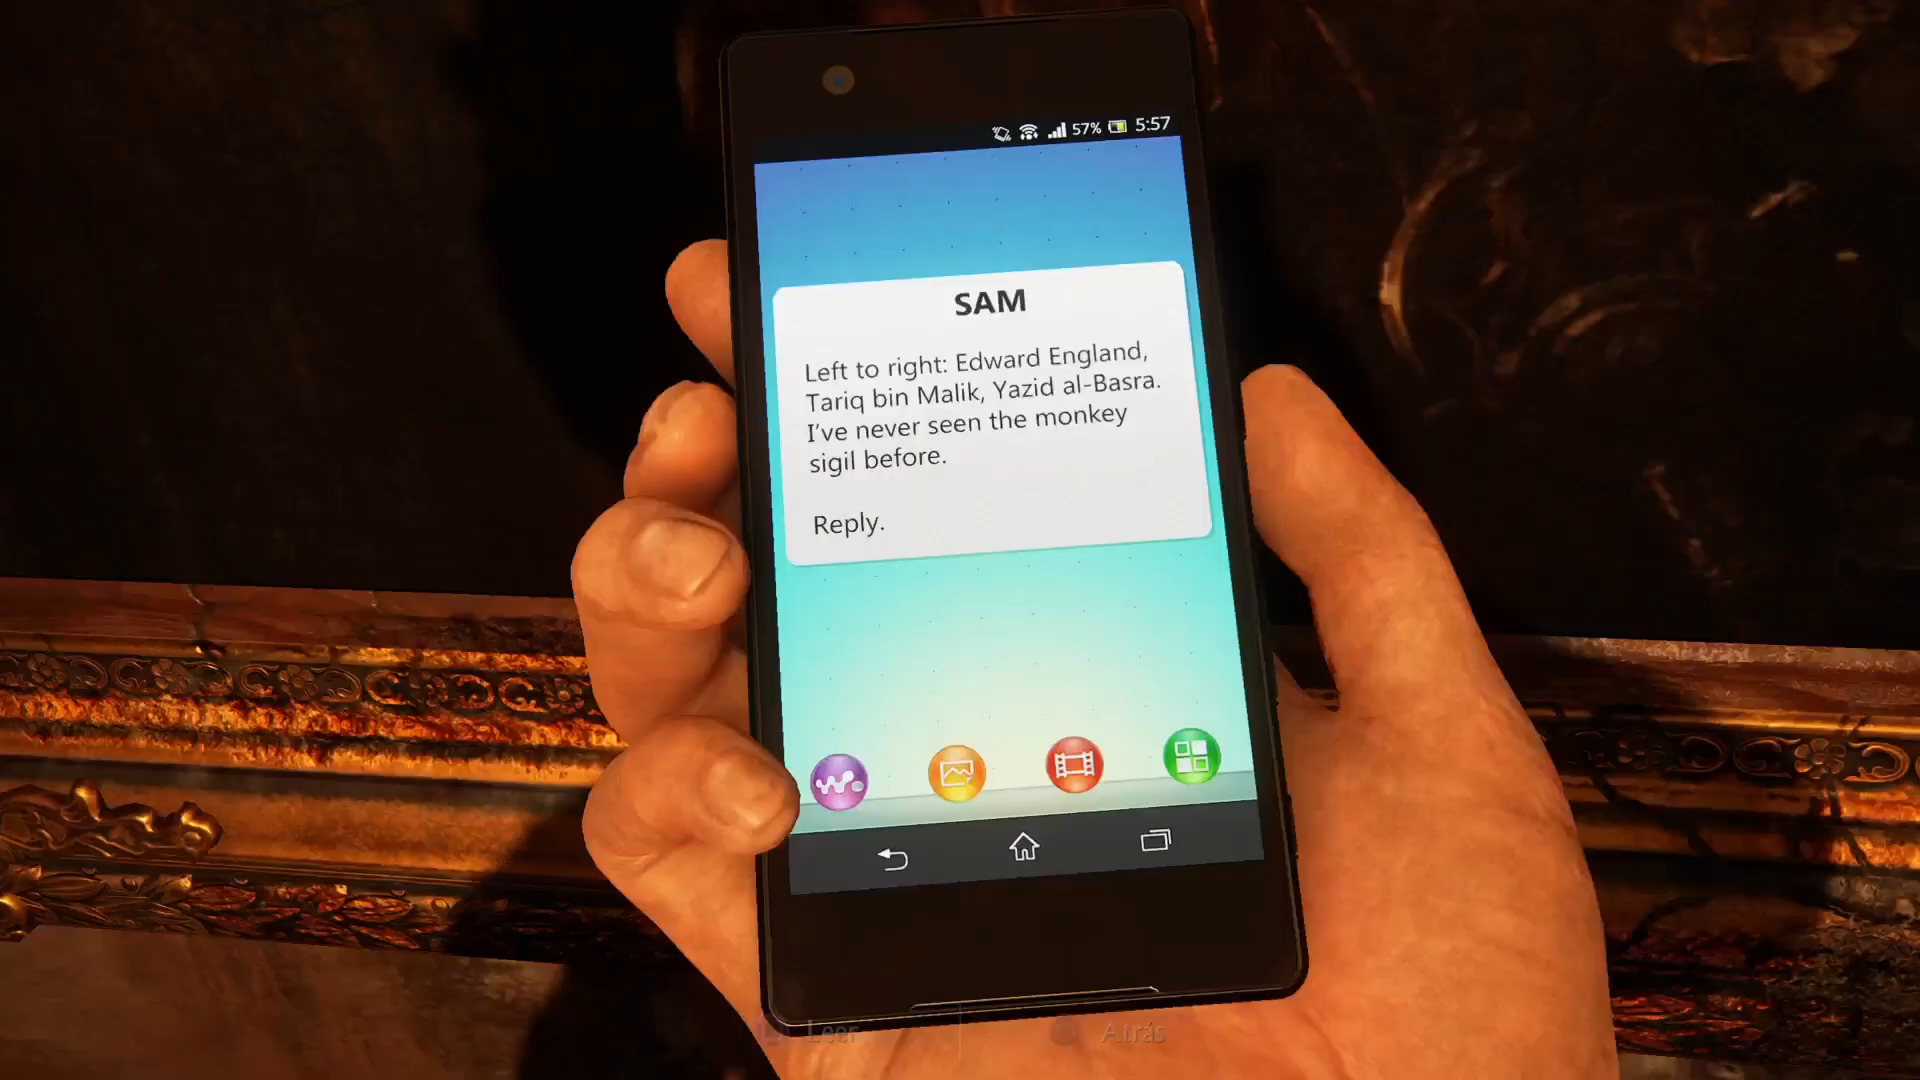 57% 5:57
SAM
Left to right: Edward England,
Tariq bin Malik, Yazid al-Basra.
I've never seen the monkey
sigil before.
Reply.
Leer Atrás